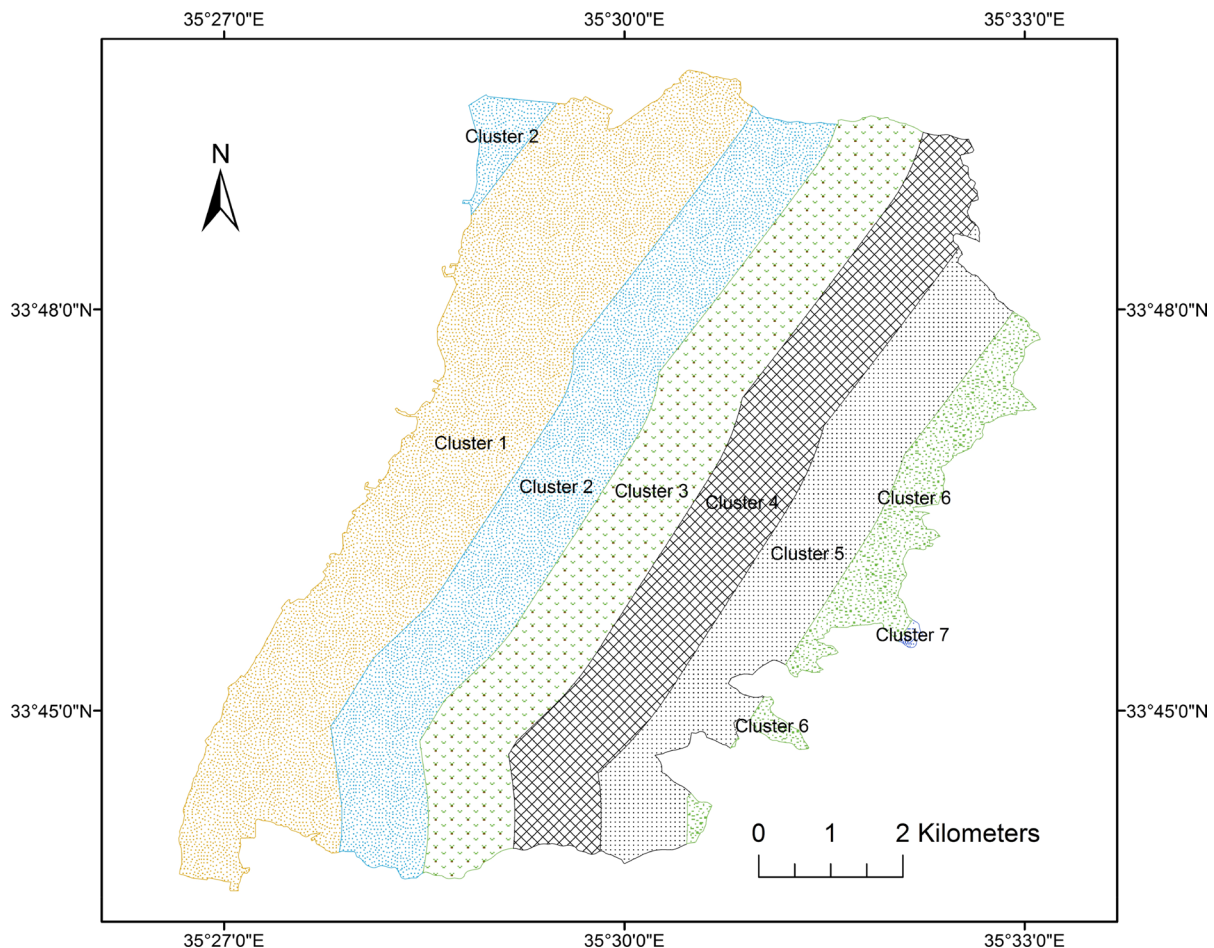 35°27'0"E 35°30'0"E 35°33'0"E
Cluster 2
N
33°48'0"N 33°48'0"N
Cluster 1
Cluster 2 Cluster 3 Cluster 4 Cluster 6
Cluster 5
Cluster 7
33°45'0"N 33°45'0"N
Cluster 6
0 1 2 Kilometers
35°27'0"E 35°30'0"E 35°33'0"E